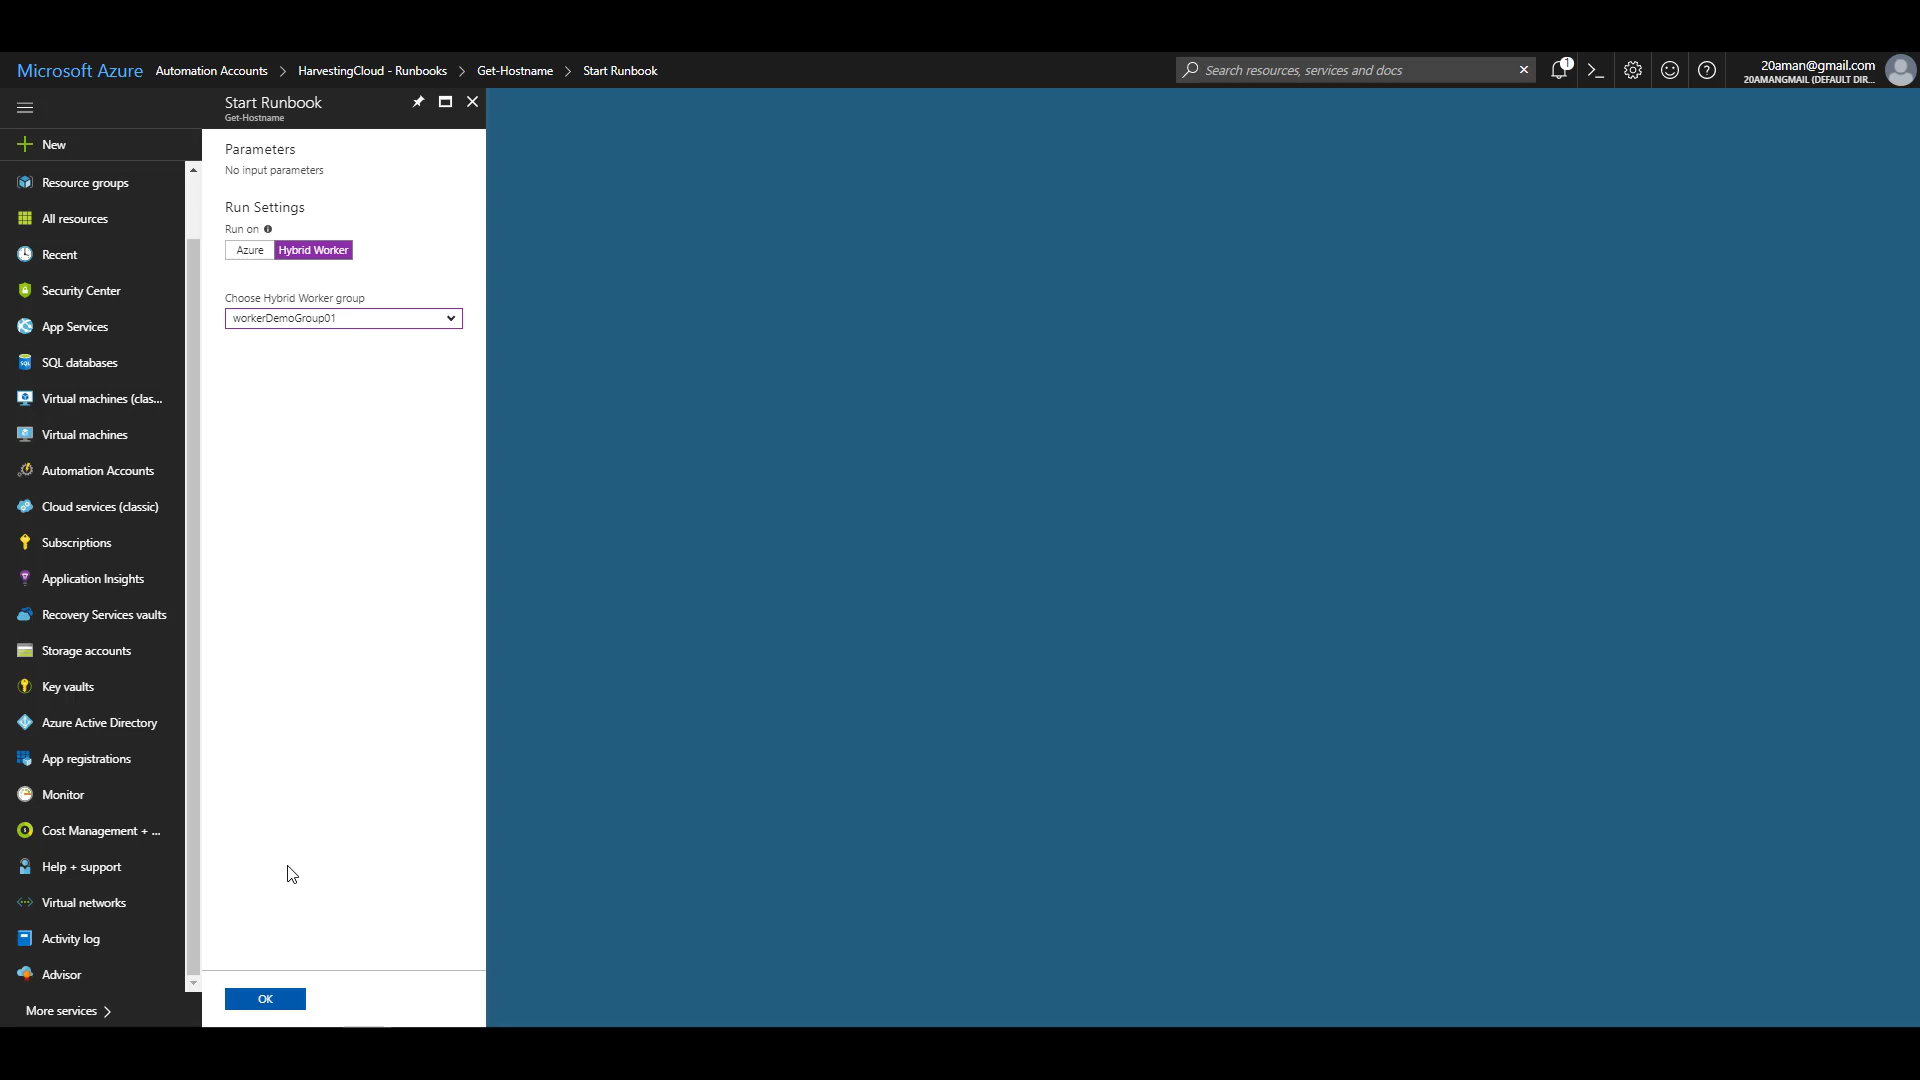 Microsoft Azure Automation Accounts > HarvestingCloud - Runbooks > Get-Hostname > Start Runbook
Search resources, services and docs
1
20aman@gmail.com
20AMANGMAIL (DEFAULT DIR...
Start Runbook
Get-Hostname
New
Resource groups
All resources
Recent
Security Center
App Services
SQL databases
Virtual machines (clas...
Virtual machines
Automation Accounts
Cloud services (classic)
Subscriptions
Application Insights
Recovery Services vaults
Storage accounts
Key vaults
Azure Active Directory
App registrations
Monitor
Cost Management + ...
Help + support
Virtual networks
Activity log
Advisor
More services >
Parameters
No input parameters
Run Settings
Run on
Azure Hybrid Worker
Choose Hybrid Worker group
workerDemoGroup01
OK